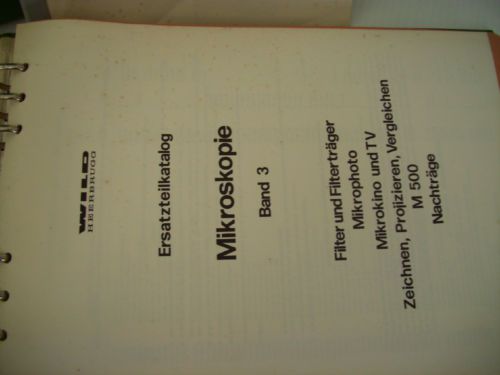 WILD
HEERBRUGG
Ersatzteilkatalog
Mikroskopie
Band 3
Filter und Filterträger
Mikrophoto
Mikrokino und TV
Zeichnen, Projizieren, Vergleichen
M 500
Nachträge